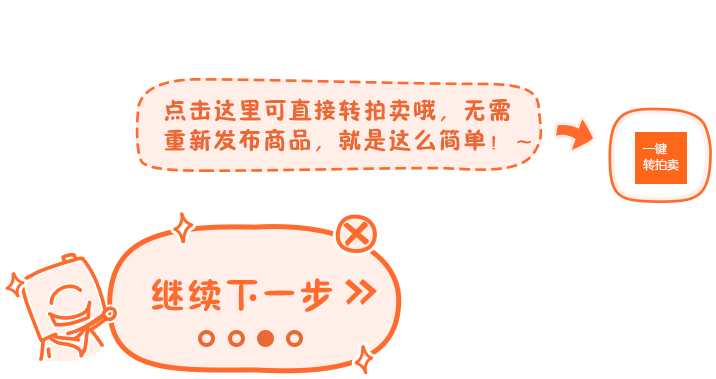 点击这里可直接转拍卖哦，无需
重新发布商品，就是这么简单！~
一键
转拍卖
继续下一步 »